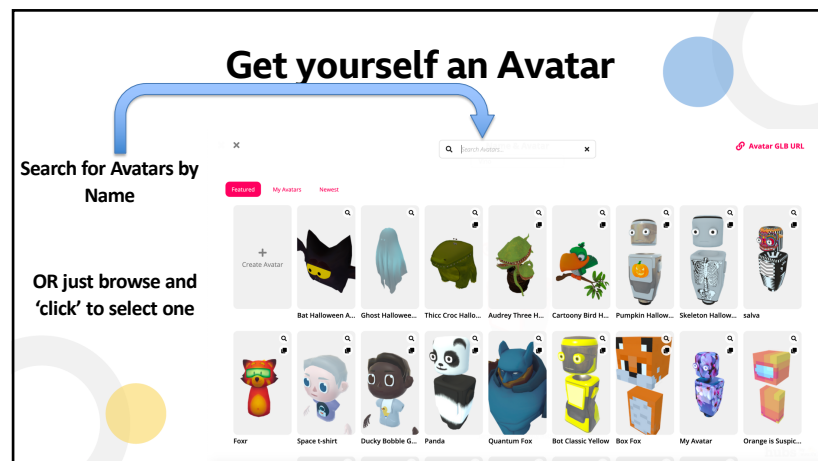 Get yourself an Avatar
Search for Avatars by
Name
OR just browse and
‘click’ to select one
Search Avatars...
Avatar GLB URL
Featured My Avatars Newest
Create Avatar
Bat Halloween A... Ghost Hallowee... Thicc Croc Hallo... Audrey Three H... Cartoony Bird H... Pumpkin Hallow... Skeleton Hallow... salva
Foxr Space t-shirt Ducky Bobble G... Panda Quantum Fox Bot Classic Yellow Box Fox My Avatar Orange is Suspic...